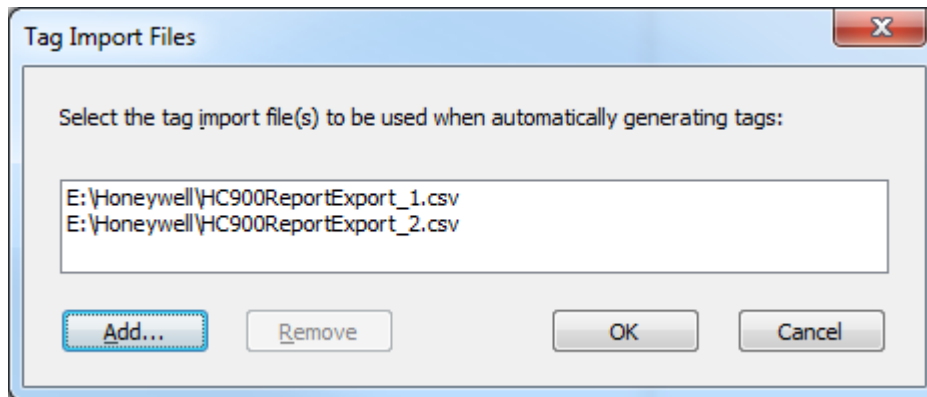 Tag Import Files
Select the tag import file(s) to be used when automatically generating tags:
E:\Honeywell\HC900ReportExport_1.csv
E:\Honeywell\HC900ReportExport_2.csv
Add... Remove OK Cancel